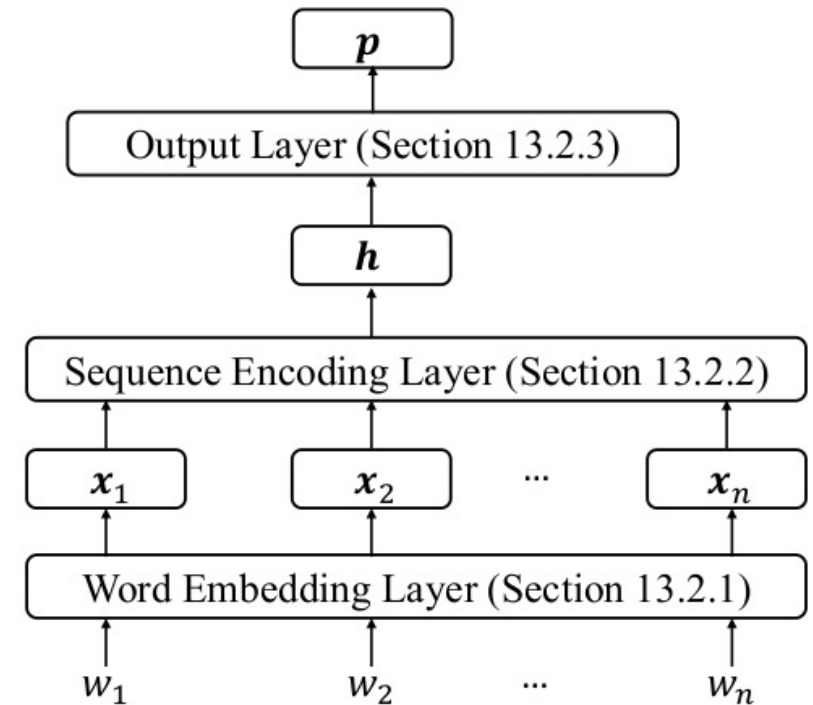 p
Output Layer (Section 13.2.3)
h
Sequence Encoding Layer (Section 13.2.2)
x₁ x₂ ... xₙ
Word Embedding Layer (Section 13.2.1)
w₁ w₂ ... wₙ